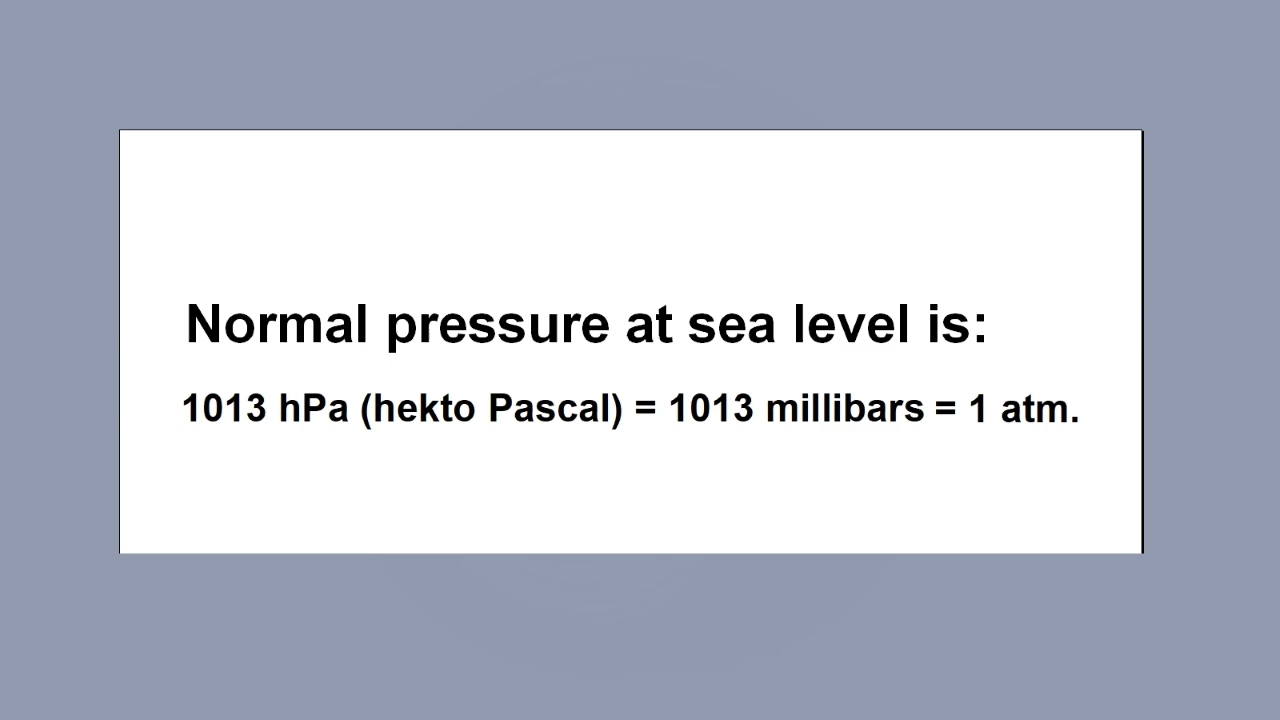 Normal pressure at sea level is:
1013 hPa (hekto Pascal) = 1013 millibars = 1 atm.